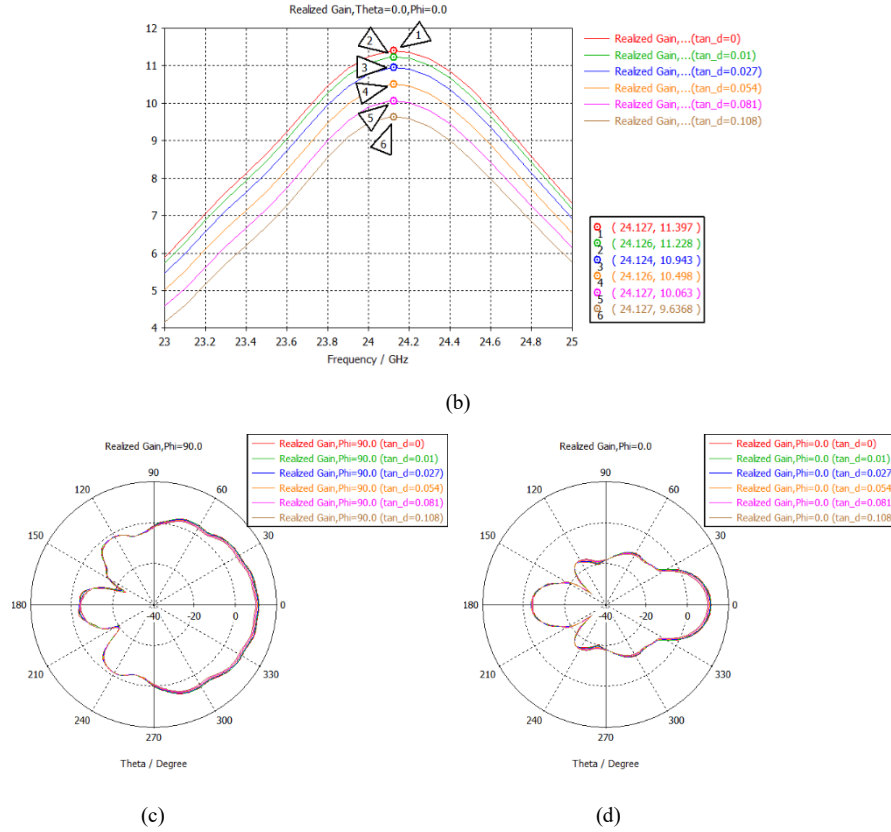 Realized Gain,Theta=0.0,Phi=0.0
12
11
10
9
8
7
6
5
4
23
23.2
23.4
23.6
23.8
24
24.2
24.4
24.6
24.8
25
Frequency / GHz
1
2
3
4
5
6
Realized Gain,...(tan_d=0)
Realized Gain,...(tan_d=0.01)
Realized Gain,...(tan_d=0.027)
Realized Gain,...(tan_d=0.054)
Realized Gain,...(tan_d=0.081)
Realized Gain,...(tan_d=0.108)
1 ( 24.127, 11.397 )
2 ( 24.126, 11.228 )
3 ( 24.124, 10.943 )
4 ( 24.126, 10.498 )
5 ( 24.127, 10.063 )
6 ( 24.127, 9.6368 )
(b)
Realized Gain,Phi=90.0
Realized Gain,Phi=90.0 (tan_d=0)
Realized Gain,Phi=90.0 (tan_d=0.01)
Realized Gain,Phi=90.0 (tan_d=0.027)
Realized Gain,Phi=90.0 (tan_d=0.054)
Realized Gain,Phi=90.0 (tan_d=0.081)
Realized Gain,Phi=90.0 (tan_d=0.108)
90
120
60
150
30
180
-40
-20
0
0
210
330
240
300
270
Theta / Degree
(c)
Realized Gain,Phi=0.0
Realized Gain,Phi=0.0 (tan_d=0)
Realized Gain,Phi=0.0 (tan_d=0.01)
Realized Gain,Phi=0.0 (tan_d=0.027
Realized Gain,Phi=0.0 (tan_d=0.054
Realized Gain,Phi=0.0 (tan_d=0.081
Realized Gain,Phi=0.0 (tan_d=0.108
90
120
60
150
30
180
-40
-20
0
0
210
330
240
300
270
Theta / Degree
(d)